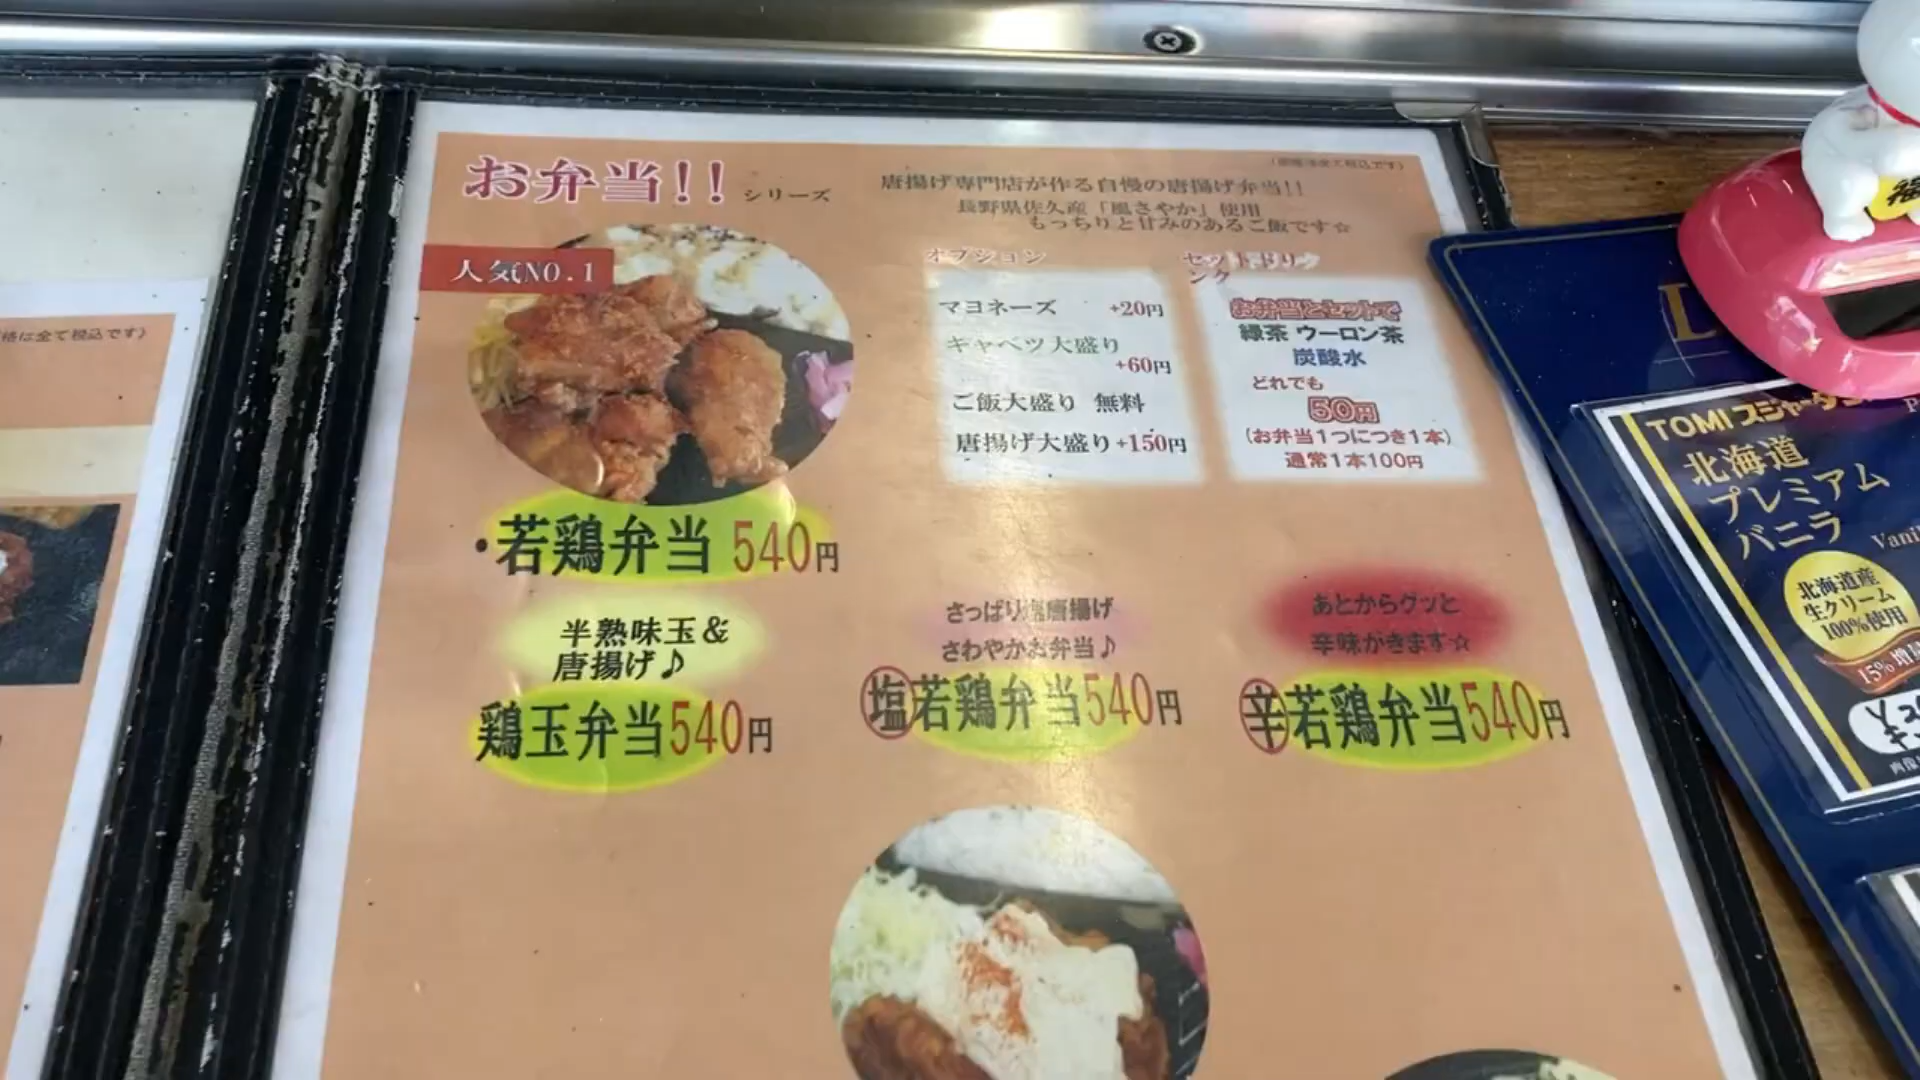 お弁当!! シリーズ
唐揚げ専門店が作る自慢の唐揚げ弁当!!
長野県佐久産「風さやか」使用
もっちりと甘みのあるご飯です☆
人気NO.1
オプション
マヨネーズ +20円
キャベツ大盛り
+60円
ご飯大盛り 無料
唐揚げ大盛り+150円
セットドリンク
お弁当とセットで
緑茶 ウーロン茶
炭酸水
どれでも
50円
(お弁当1つにつき1本)
通常1本100円
・若鶏弁当 540円
半熟味玉&
唐揚げ♪
鶏玉弁当540円
さっぱり塩唐揚げ
さわやかお弁当♪
塩若鶏弁当540円
あとからグッと
辛味がきます☆
辛若鶏弁当540円
格は全て税込です)
福
TOMI
北海道
プレミアム
バニラ
Vani
北海道産
生クリーム
100%使用
15%